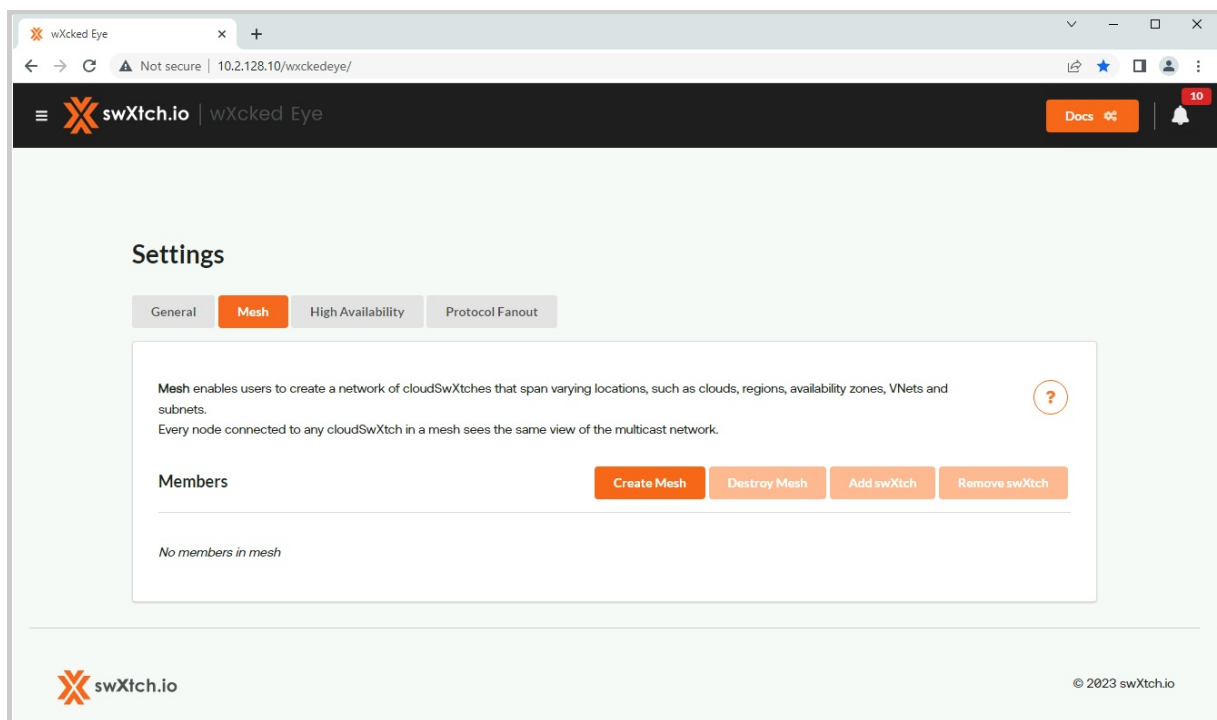 wXcked Eye
Not secure | 10.2.128.10/wxckedeye/
swXtch.io | wXcked Eye
Docs
10
Settings
General Mesh High Availability Protocol Fanout
Mesh enables users to create a network of cloudSwXtches that span varying locations, such as clouds, regions, availability zones, VNets and
subnets.
?
Every node connected to any cloudSwXtch in a mesh sees the same view of the multicast network.
Members
Create Mesh Destroy Mesh Add swXtch Remove swXtch
No members in mesh
swXtch.io
© 2023 swXtch.io